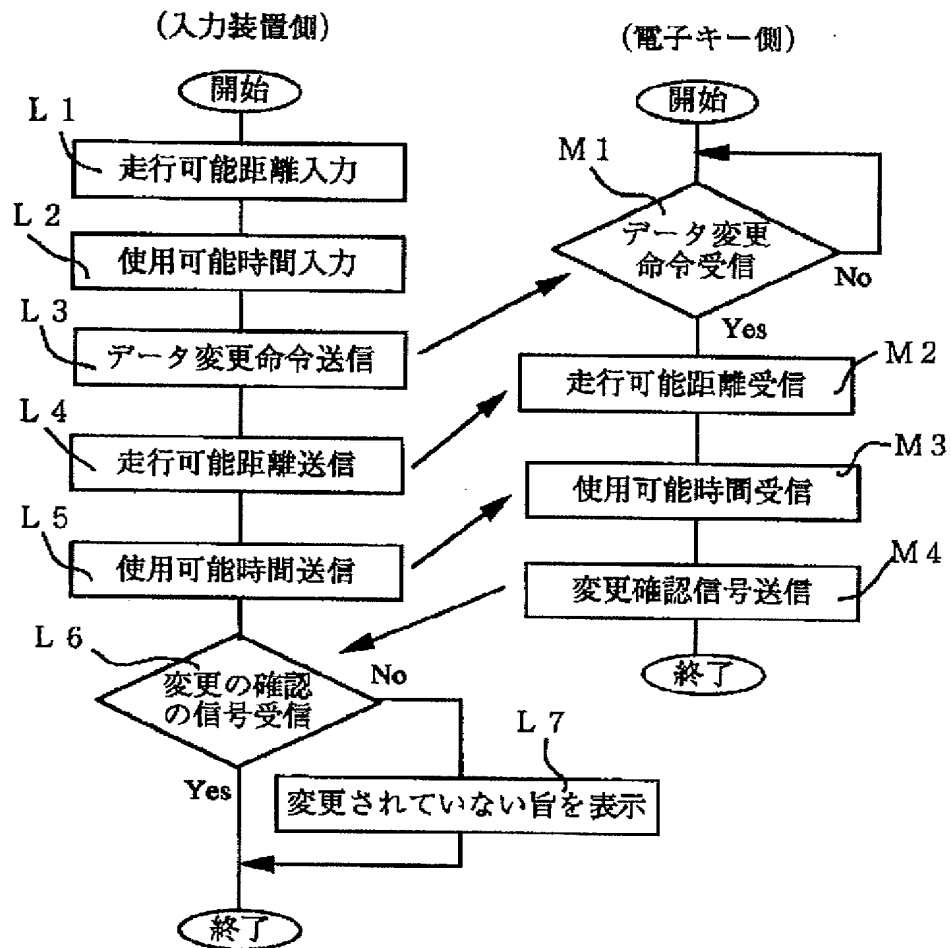 (入力装置側)
開始
L 1
走行可能距離入力
L 2
使用可能時間入力
L 3
データ変更命令送信
L 4
走行可能距離送信
L 5
使用可能時間送信
L 6
変更の確認
の信号受信
No
Yes
L 7
変更されていない旨を表示
終了
(電子キー側)
開始
M 1
データ変更
命令受信
No
Yes
M 2
走行可能距離受信
M 3
使用可能時間受信
M 4
変更確認信号送信
終了